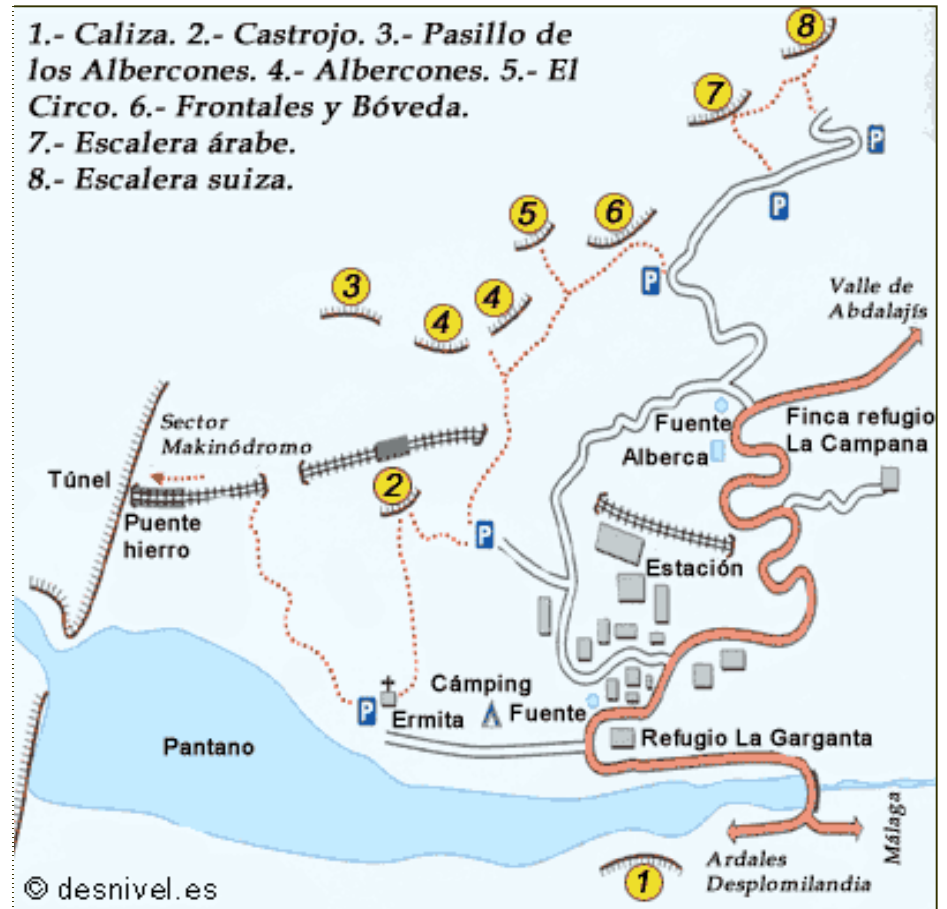 1.- Caliza. 2.- Castrojo. 3.- Pasillo de
los Albercones. 4.- Albercones. 5.- El
Circo. 6.- Frontales y Bóveda.
7.- Escalera árabe.
8.- Escalera suiza.
8
7
P
P
5
6
P
3
4
4
Valle de
Abdalajís
Sector
Makinódromo
Fuente
Alberca
Finca refugio
La Campana
Túnel
2
Puente
hierro
P
Estación
P
Ermita
Cámping
Fuente
Pantano
Refugio La Garganta
Málaga
1
Ardales
Desplomilandia
© desnivel.es